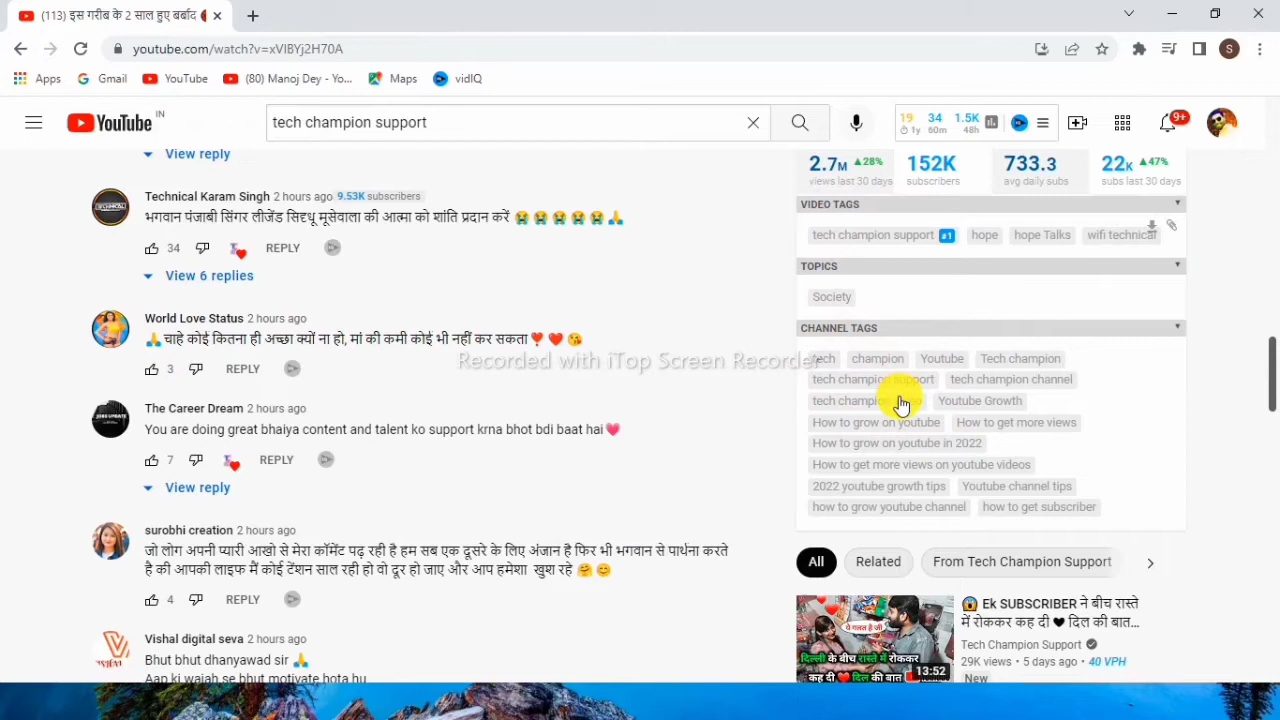 (113) इस गरीब के 2 साल हुए बर्बाद
youtube.com/watch?v=xVlBYj2H70A
Apps Gmail YouTube (80) Manoj Dey - Yo... Maps vidIQ
YouTube IN
tech champion support
19 34 1.5K
1y 60m 48h
9+
S
View reply
Technical Karam Singh 2 hours ago 9.53K subscribers
भगवान पंजाबी सिंगर लीजेंड सिद्धू मूसेवाला की आत्मा को शांति प्रदान करें 😭😭😭😭😭🙏
34 REPLY
View 6 replies
World Love Status 2 hours ago
🙏चाहे कोई कितना ही अच्छा क्यों ना हो, मां की कमी कोई भी नहीं कर सकता❣️❤️😘
3 REPLY
The Career Dream 2 hours ago
You are doing great bhaiya content and talent ko support krna bhot bdi baat hai💗
7 REPLY
View reply
surobhi creation 2 hours ago
जो लोग अपनी प्यारी आखो से मेरा कॉमेंट पढ़ रही है हम सब एक दूसरे के लिए अंजान है फिर भी भगवान से पार्थना करते
है की आपकी लाइफ मैं कोई टेंशन साल रही हो वो दूर हो जाए और आप हमेशा खुश रहे 🤗😊
4 REPLY
Vishal digital seva 2 hours ago
Bhut bhut dhanyawad sir 🙏
Aap ki wajah se bhut motivate hota hu
Recorded with iTop Screen Recorder
2.7M ▲28% 152K 733.3 22K ▲47%
views last 30 days subscribers avg daily subs subs last 30 days
VIDEO TAGS
tech champion support #1 hope hope Talks wifi technical
TOPICS
Society
CHANNEL TAGS
tech champion Youtube Tech champion
tech champion support tech champion channel
tech champion Youtube Growth
How to grow on youtube How to get more views
How to grow on youtube in 2022
How to get more views on youtube videos
2022 youtube growth tips Youtube channel tips
how to grow youtube channel how to get subscriber
All Related From Tech Champion Support
😱 Ek SUBSCRIBER ने बीच रास्ते
में रोककर कह दी 🖤 दिल की बात...
Tech Champion Support
29K views • 5 days ago • 40 VPH
New
ये गलत है जी
दिल्ली के बीच रास्ते में रोककर
कह दी ❤️ दिल की बात
13:52